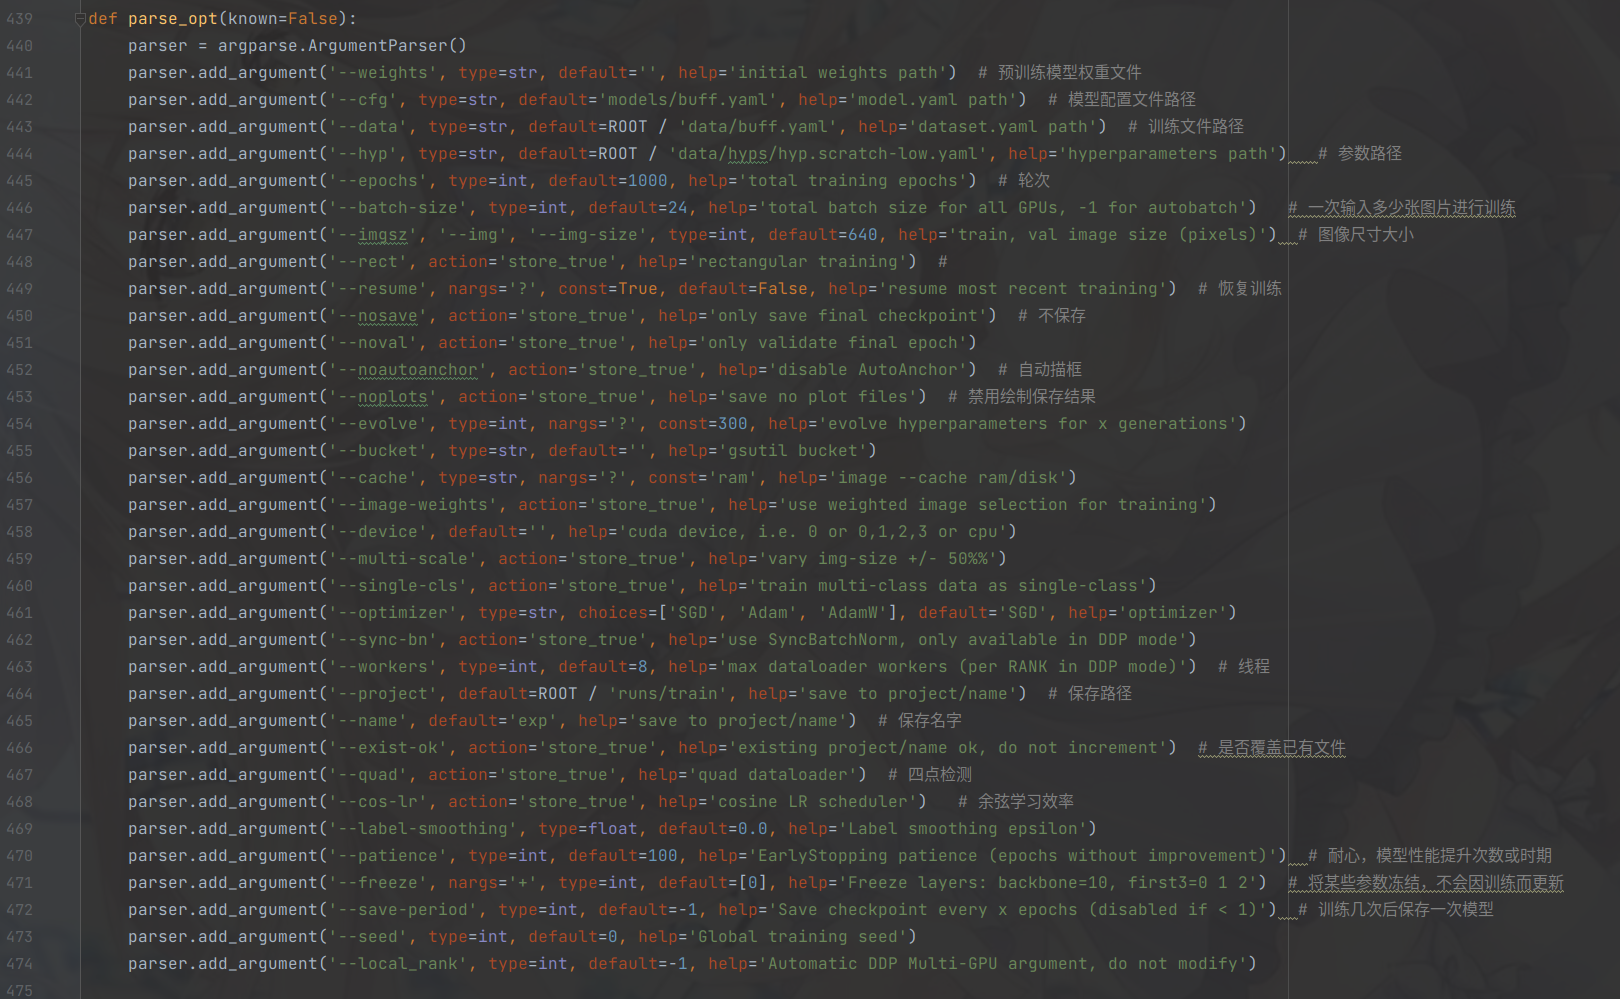 439 def parse_opt(known=False):
440 parser = argparse.ArgumentParser()
441 parser.add_argument('--weights', type=str, default='', help='initial weights path')  # 预训练模型权重文件
442 parser.add_argument('--cfg', type=str, default='models/buff.yaml', help='model.yaml path')  # 模型配置文件路径
443 parser.add_argument('--data', type=str, default=ROOT / 'data/buff.yaml', help='dataset.yaml path')  # 训练文件路径
444 parser.add_argument('--hyp', type=str, default=ROOT / 'data/hyps/hyp.scratch-low.yaml', help='hyperparameters path')   # 参数路径
445 parser.add_argument('--epochs', type=int, default=1000, help='total training epochs')  # 轮次
446 parser.add_argument('--batch-size', type=int, default=24, help='total batch size for all GPUs, -1 for autobatch')   # 一次输入多少张图片进行训练
447 parser.add_argument('--imgsz', '--img', '--img-size', type=int, default=640, help='train, val image size (pixels)')  # 图像尺寸大小
448 parser.add_argument('--rect', action='store_true', help='rectangular training')  #
449 parser.add_argument('--resume', nargs='?', const=True, default=False, help='resume most recent training')  # 恢复训练
450 parser.add_argument('--nosave', action='store_true', help='only save final checkpoint')  # 不保存
451 parser.add_argument('--noval', action='store_true', help='only validate final epoch')
452 parser.add_argument('--noautoanchor', action='store_true', help='disable AutoAnchor')  # 自动描框
453 parser.add_argument('--noplots', action='store_true', help='save no plot files')  # 禁用绘制保存结果
454 parser.add_argument('--evolve', type=int, nargs='?', const=300, help='evolve hyperparameters for x generations')
455 parser.add_argument('--bucket', type=str, default='', help='gsutil bucket')
456 parser.add_argument('--cache', type=str, nargs='?', const='ram', help='image --cache ram/disk')
457 parser.add_argument('--image-weights', action='store_true', help='use weighted image selection for training')
458 parser.add_argument('--device', default='', help='cuda device, i.e. 0 or 0,1,2,3 or cpu')
459 parser.add_argument('--multi-scale', action='store_true', help='vary img-size +/- 50%%')
460 parser.add_argument('--single-cls', action='store_true', help='train multi-class data as single-class')
461 parser.add_argument('--optimizer', type=str, choices=['SGD', 'Adam', 'AdamW'], default='SGD', help='optimizer')
462 parser.add_argument('--sync-bn', action='store_true', help='use SyncBatchNorm, only available in DDP mode')
463 parser.add_argument('--workers', type=int, default=8, help='max dataloader workers (per RANK in DDP mode)')  # 线程
464 parser.add_argument('--project', default=ROOT / 'runs/train', help='save to project/name')  # 保存路径
465 parser.add_argument('--name', default='exp', help='save to project/name')  # 保存名字
466 parser.add_argument('--exist-ok', action='store_true', help='existing project/name ok, do not increment')  # 是否覆盖已有文件
467 parser.add_argument('--quad', action='store_true', help='quad dataloader')  # 四点检测
468 parser.add_argument('--cos-lr', action='store_true', help='cosine LR scheduler')   # 余弦学习效率
469 parser.add_argument('--label-smoothing', type=float, default=0.0, help='Label smoothing epsilon')
470 parser.add_argument('--patience', type=int, default=100, help='EarlyStopping patience (epochs without improvement)')  # 耐心，模型性能提升次数或时期
471 parser.add_argument('--freeze', nargs='+', type=int, default=[0], help='Freeze layers: backbone=10, first3=0 1 2')  # 将某些参数冻结，不会因训练而更新
472 parser.add_argument('--save-period', type=int, default=-1, help='Save checkpoint every x epochs (disabled if < 1)')  # 训练几次后保存一次模型
473 parser.add_argument('--seed', type=int, default=0, help='Global training seed')
474 parser.add_argument('--local_rank', type=int, default=-1, help='Automatic DDP Multi-GPU argument, do not modify')
475